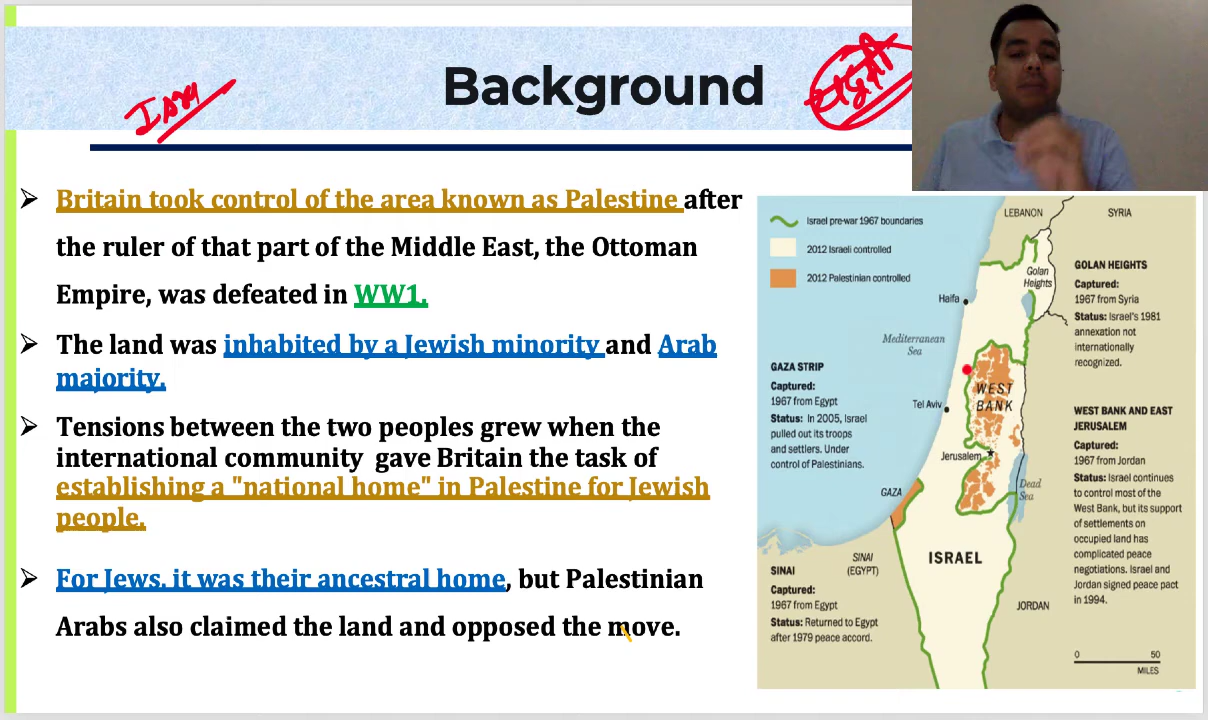 Background
➢ Britain took control of the area known as Palestine after
the ruler of that part of the Middle East, the Ottoman
Empire, was defeated in WW1.
➢ The land was inhabited by a Jewish minority and Arab
majority.
➢ Tensions between the two peoples grew when the
international community gave Britain the task of
establishing a "national home" in Palestine for Jewish
people.
➢ For Jews, it was their ancestral home, but Palestinian
Arabs also claimed the land and opposed the move.
Israel pre-war 1967 boundaries
2012 Israeli controlled
2012 Palestinian controlled
LEBANON
SYRIA
Golan
Heights
Haifa
Mediterranean
Sea
WEST
BANK
Tel Aviv
Jerusalem
Dead
Sea
GAZA
ISRAEL
SINAI
(EGYPT)
JORDAN
GAZA STRIP
Captured:
1967 from Egypt
Status: In 2005, Israel
pulled out its troops
and settlers. Under
control of Palestinians.
SINAI
Captured:
1967 from Egypt
Status: Returned to Egypt
after 1979 peace accord.
GOLAN HEIGHTS
Captured:
1967 from Syria
Status: Israel's 1981
annexation not
internationally
recognized.
WEST BANK AND EAST
JERUSALEM
Captured:
1967 from Jordan
Status: Israel continues
to control most of the
West Bank, but its support
of settlements on
occupied land has
complicated peace
negotiations. Israel and
Jordan signed peace pact
in 1994.
0 50
MILES